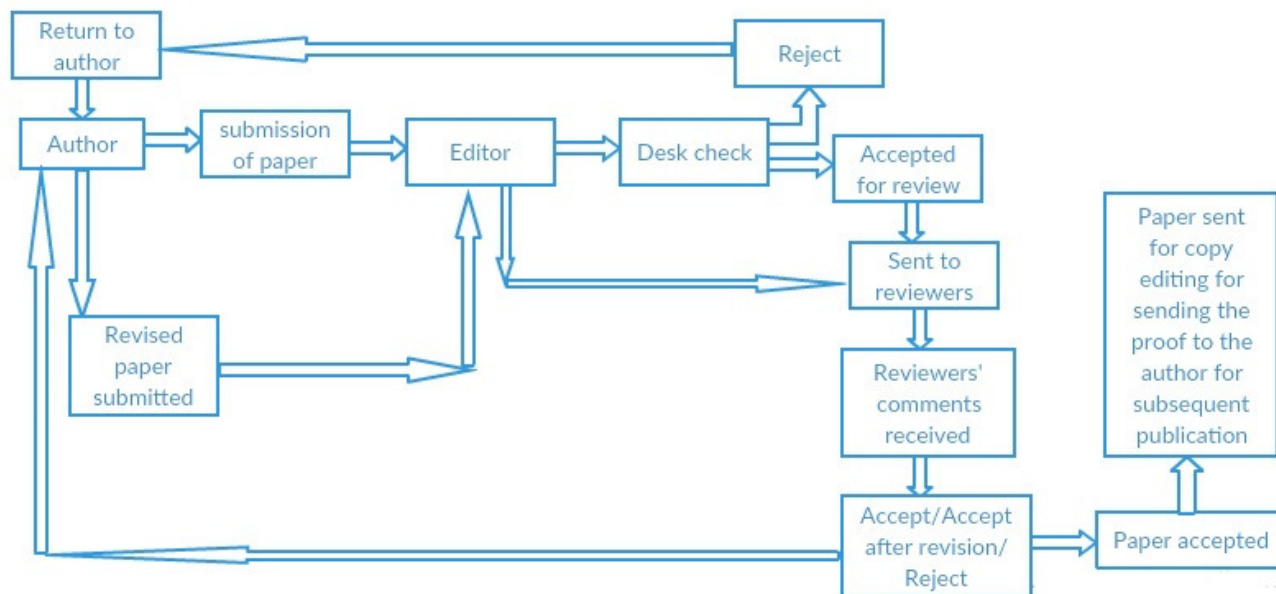 Return to
author
Reject
Author
submission
of paper
Editor
Desk check
Accepted
for review
Sent to
reviewers
Revised
paper
submitted
Reviewers'
comments
received
Accept/Accept
after revision/
Reject
Paper accepted
Paper sent
for copy
editing for
sending the
proof to the
author for
subsequent
publication